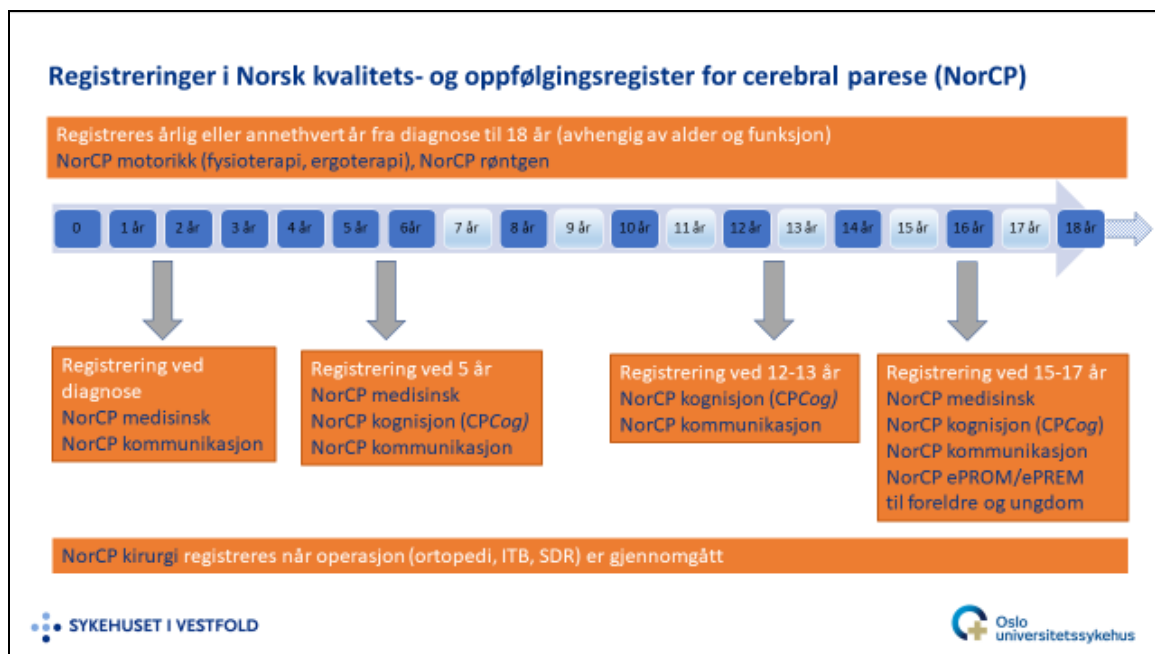 Registreringer i Norsk kvalitets- og oppfølgingsregister for cerebral parese (NorCP)
Registreres årlig eller annethvert år fra diagnose til 18 år (avhengig av alder og funksjon)
NorCP motorikk (fysioterapi, ergoterapi), NorCP røntgen
0 1 år 2 år 3 år 4 år 5 år 6år 7 år 8 år 9 år 10 år 11 år 12 år 13 år 14 år 15 år 16 år 17 år 18 år
Registrering ved
diagnose
NorCP medisinsk
NorCP kommunikasjon
Registrering ved 5 år
NorCP medisinsk
NorCP kognisjon (CPCog)
NorCP kommunikasjon
Registrering ved 12-13 år
NorCP kognisjon (CPCog)
NorCP kommunikasjon
Registrering ved 15-17 år
NorCP medisinsk
NorCP kognisjon (CPCog)
NorCP kommunikasjon
NorCP ePROM/ePREM
til foreldre og ungdom
NorCP kirurgi registreres når operasjon (ortopedi, ITB, SDR) er gjennomgått
SYKEHUSET I VESTFOLD
Oslo
universitetssykehus